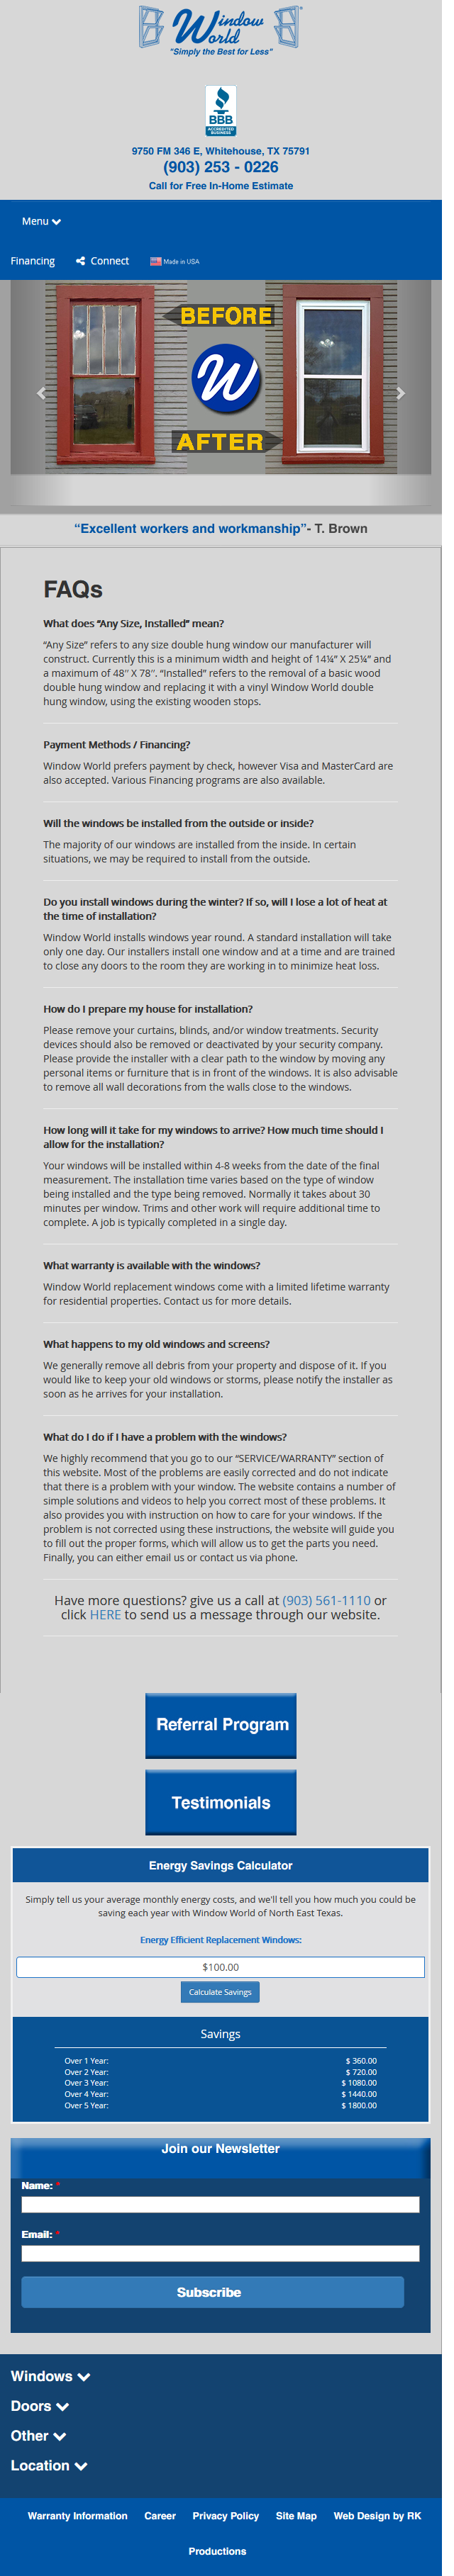 Window World
"Simply the Best for Less"
BBB
ACCREDITED
BUSINESS
9750 FM 346 E, Whitehouse, TX 75791
(903) 253 - 0226
Call for Free In-Home Estimate
Menu
Financing Connect Made in USA
BEFORE
W
AFTER
“Excellent workers and workmanship”- T. Brown
FAQs
What does “Any Size, Installed” mean?
“Any Size” refers to any size double hung window our manufacturer will
construct. Currently this is a minimum width and height of 14¼” X 25¼” and
a maximum of 48″ X 78″. “Installed” refers to the removal of a basic wood
double hung window and replacing it with a vinyl Window World double
hung window, using the existing wooden stops.
Payment Methods / Financing?
Window World prefers payment by check, however Visa and MasterCard are
also accepted. Various Financing programs are also available.
Will the windows be installed from the outside or inside?
The majority of our windows are installed from the inside. In certain
situations, we may be required to install from the outside.
Do you install windows during the winter? If so, will I lose a lot of heat at
the time of installation?
Window World installs windows year round. A standard installation will take
only one day. Our installers install one window and at a time and are trained
to close any doors to the room they are working in to minimize heat loss.
How do I prepare my house for installation?
Please remove your curtains, blinds, and/or window treatments. Security
devices should also be removed or deactivated by your security company.
Please provide the installer with a clear path to the window by moving any
personal items or furniture that is in front of the windows. It is also advisable
to remove all wall decorations from the walls close to the windows.
How long will it take for my windows to arrive? How much time should I
allow for the installation?
Your windows will be installed within 4-8 weeks from the date of the final
measurement. The installation time varies based on the type of window
being installed and the type being removed. Normally it takes about 30
minutes per window. Trims and other work will require additional time to
complete. A job is typically completed in a single day.
What warranty is available with the windows?
Window World replacement windows come with a limited lifetime warranty
for residential properties. Contact us for more details.
What happens to my old windows and screens?
We generally remove all debris from your property and dispose of it. If you
would like to keep your old windows or storms, please notify the installer as
soon as he arrives for your installation.
What do I do if I have a problem with the windows?
We highly recommend that you go to our “SERVICE/WARRANTY” section of
this website. Most of the problems are easily corrected and do not indicate
that there is a problem with your window. The website contains a number of
simple solutions and videos to help you correct most of these problems. It
also provides you with instruction on how to care for your windows. If the
problem is not corrected using these instructions, the website will guide you
to fill out the proper forms, which will allow us to get the parts you need.
Finally, you can either email us or contact us via phone.
Have more questions? give us a call at (903) 561-1110 or
click HERE to send us a message through our website.
Referral Program
Testimonials
Energy Savings Calculator
Simply tell us your average monthly energy costs, and we'll tell you how much you could be
saving each year with Window World of North East Texas.
Energy Efficient Replacement Windows:
$100.00
Calculate Savings
Savings
Over 1 Year: $ 360.00
Over 2 Year: $ 720.00
Over 3 Year: $ 1080.00
Over 4 Year: $ 1440.00
Over 5 Year: $ 1800.00
Join our Newsletter
Name: *
Email: *
Subscribe
Windows
Doors
Other
Location
Warranty Information Career Privacy Policy Site Map Web Design by RK
Productions